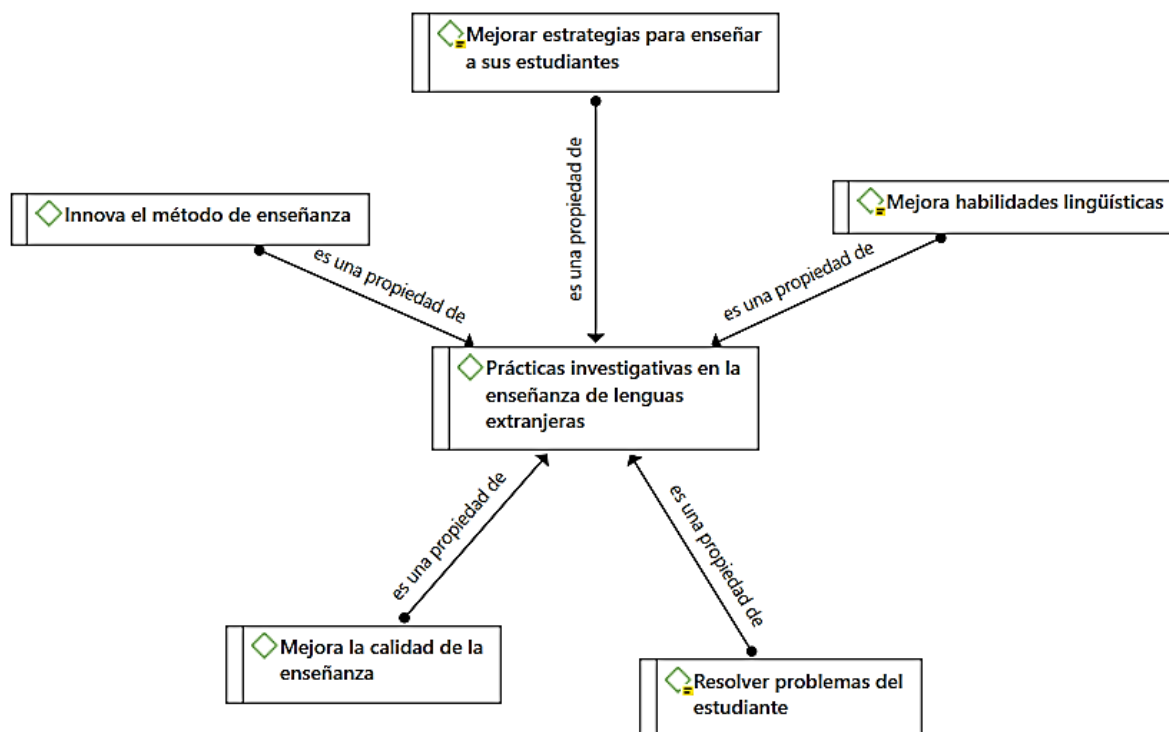 Mejorar estrategias para enseñar
a sus estudiantes
es una propiedad de
Innova el método de enseñanza
es una propiedad de
Mejora habilidades lingüísticas
es una propiedad de
Prácticas investigativas en la
enseñanza de lenguas
extranjeras
es una propiedad de
Mejora la calidad de la
enseñanza
es una propiedad de
Resolver problemas del
estudiante